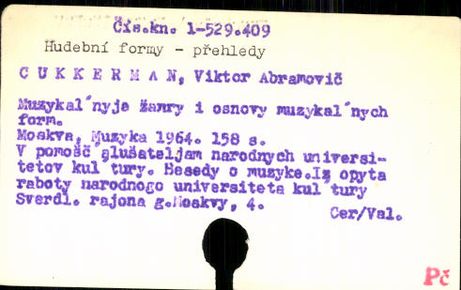 Čís.kn. 1-529.409
Hudební formy - přehledy
C U K K E R M A N, Viktor Abramovič
Muzykal´nyje žanry i osnovy muzykal´nych
form.
Moskva, Muzyka 1964. 158 s.
V pomošč´slušateljam narodnych universi-
tetov kul´tury. Besedy o muzyke.Iz opyta
raboty narodnogo universiteta kul´tury
Sverdl. rajona g.Moskvy, 4.
Cer/Val.
Pč